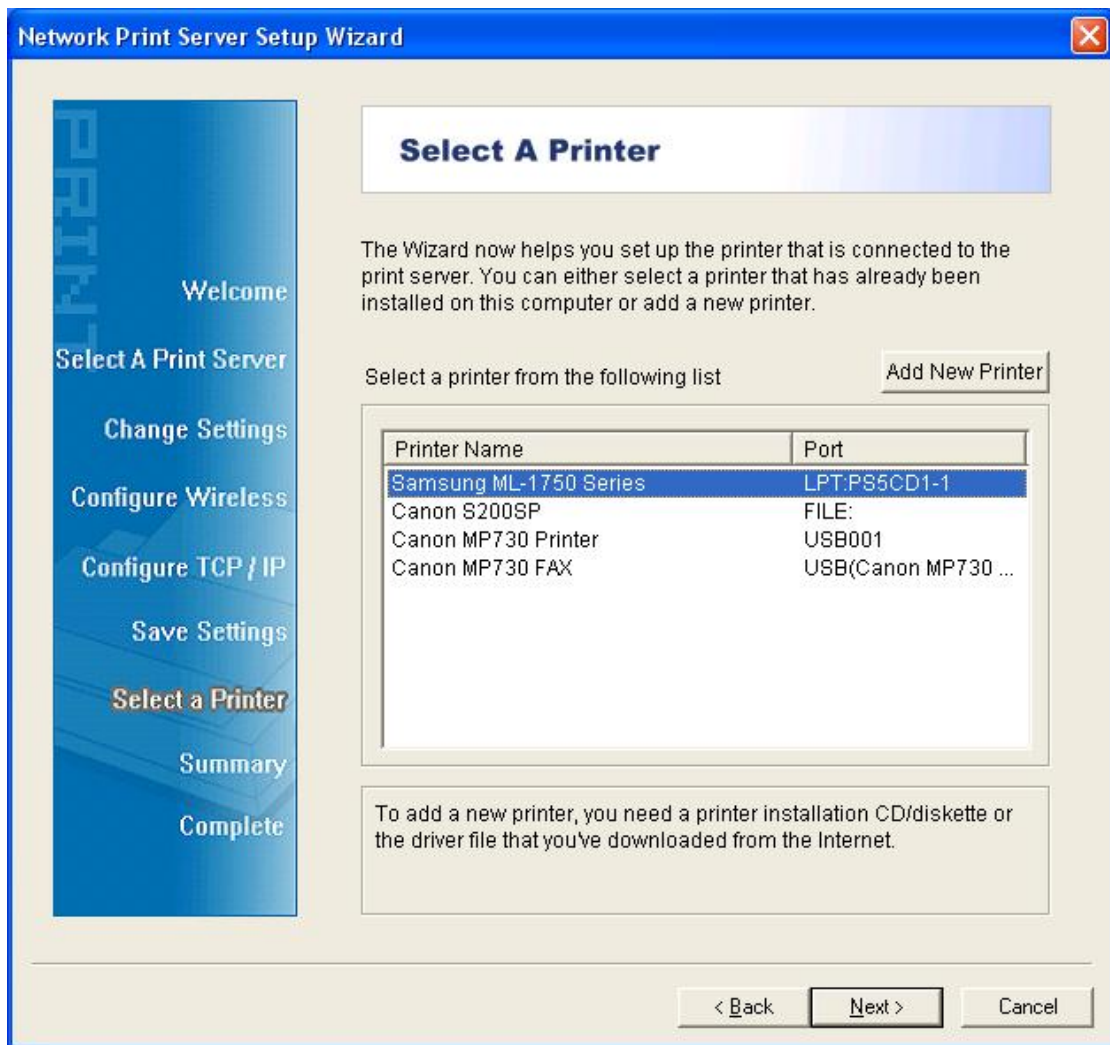 Network Print Server Setup Wizard
PRINT
Welcome
Select A Print Server
Change Settings
Configure Wireless
Configure TCP / IP
Save Settings
Select a Printer
Summary
Complete
Select A Printer
The Wizard now helps you set up the printer that is connected to the
print server. You can either select a printer that has already been
installed on this computer or add a new printer.
Select a printer from the following list
Add New Printer
Printer Name Port
Samsung ML-1750 Series LPT:PS5CD1-1
Canon S200SP FILE:
Canon MP730 Printer USB001
Canon MP730 FAX USB(Canon MP730 ...
To add a new printer, you need a printer installation CD/diskette or
the driver file that you've downloaded from the Internet.
< Back Next > Cancel